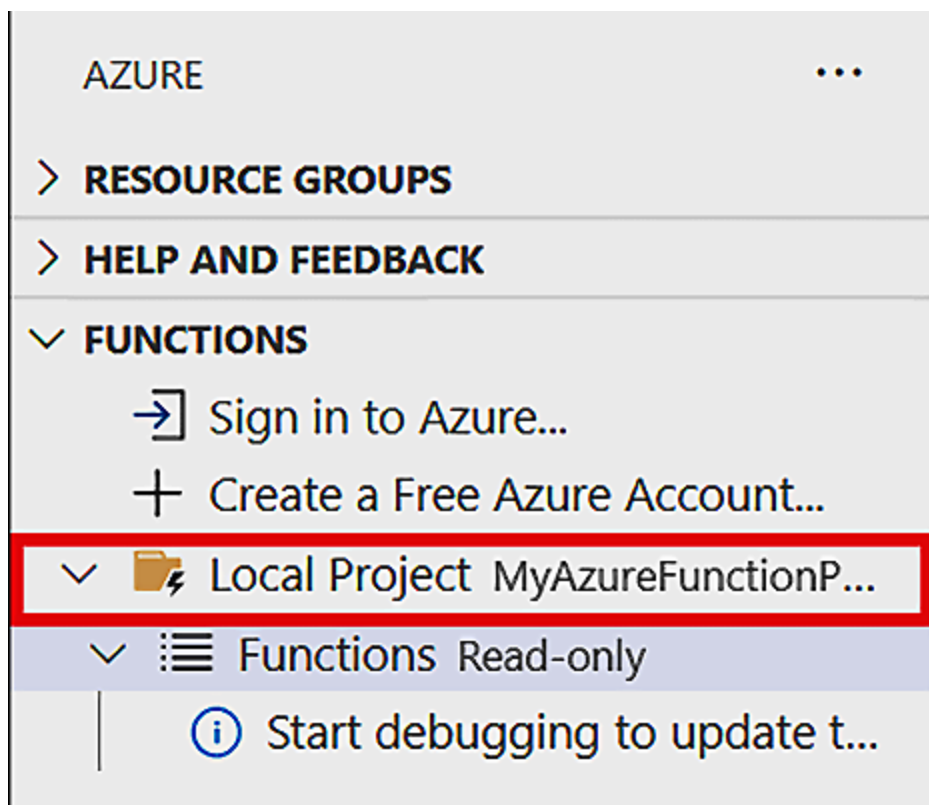 AZURE ...
RESOURCE GROUPS
HELP AND FEEDBACK
FUNCTIONS
Sign in to Azure...
Create a Free Azure Account...
Local Project MyAzureFunctionP...
Functions Read-only
Start debugging to update t...